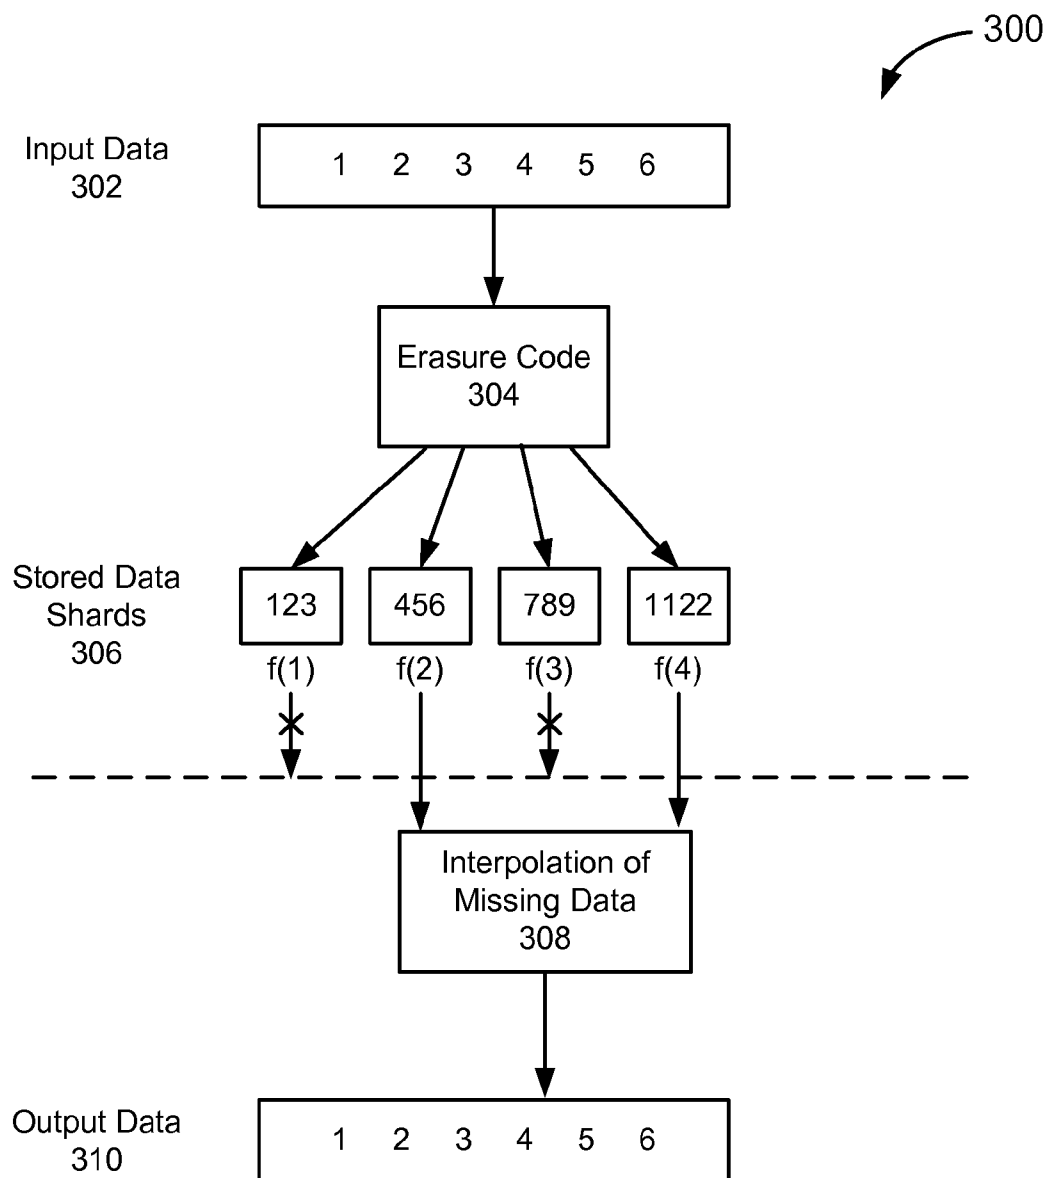 300
Input Data
302
1 2 3 4 5 6
Erasure Code
304
Stored Data
Shards
306
123 456 789 1122
f(1) f(2) f(3) f(4)
Interpolation of
Missing Data
308
Output Data
310
1 2 3 4 5 6